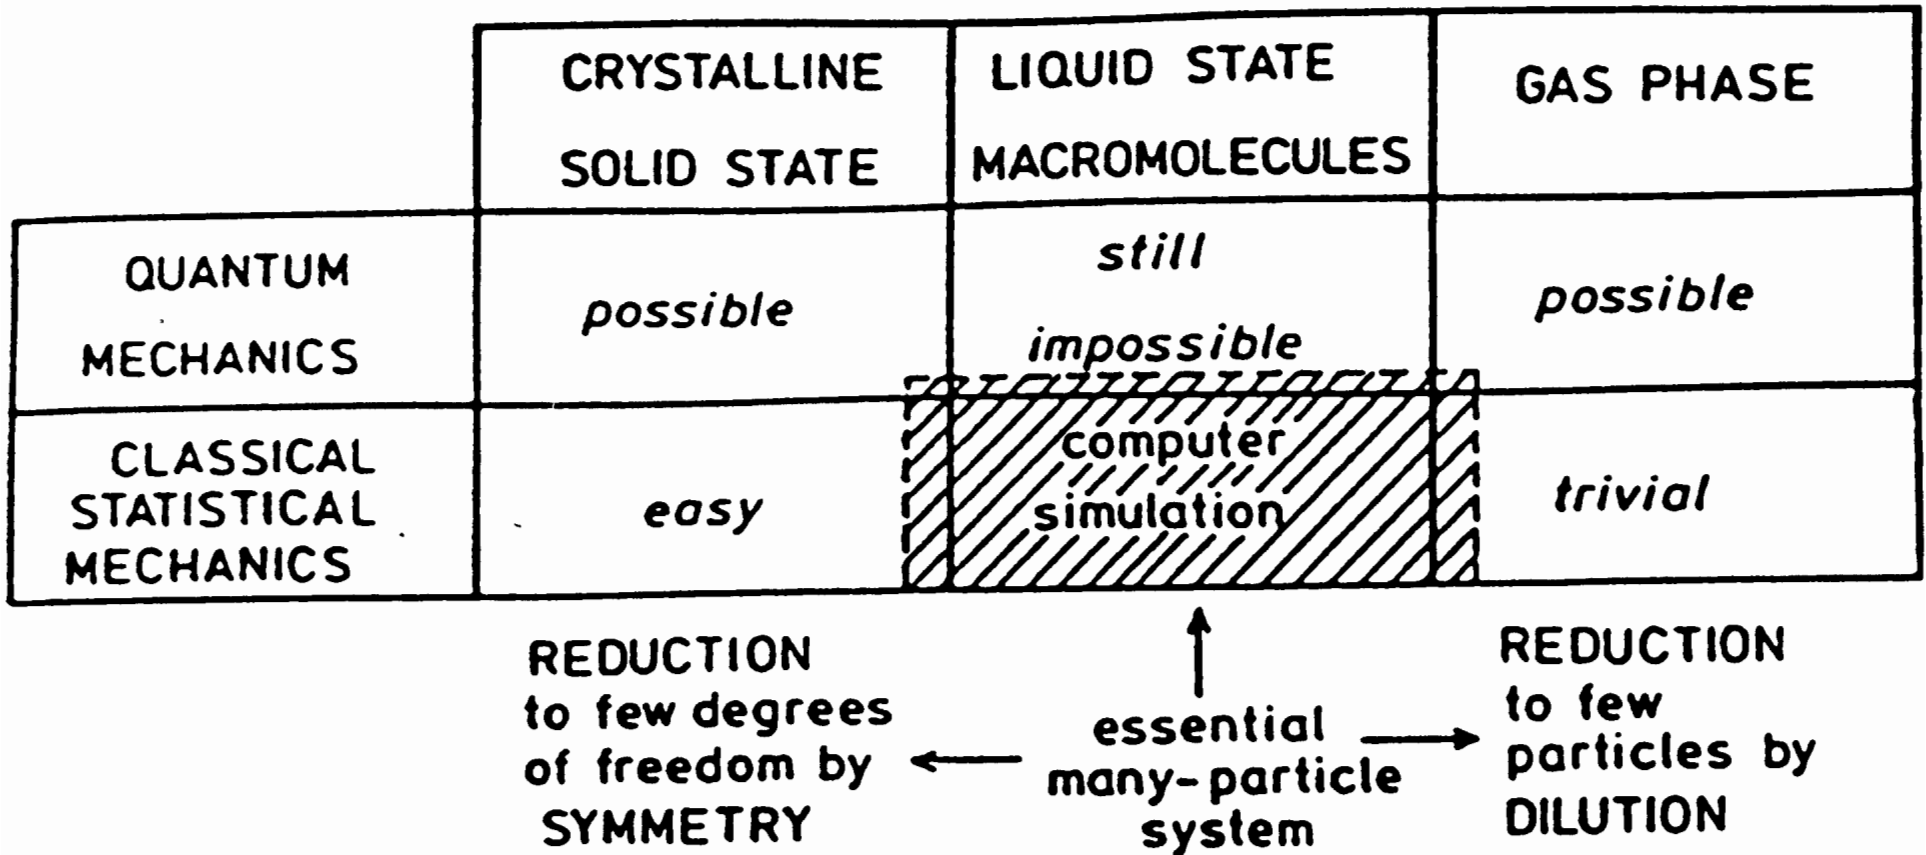 CRYSTALLINE
SOLID STATE
LIQUID STATE
MACROMOLECULES
GAS PHASE
QUANTUM
MECHANICS
possible
still
impossible
possible
CLASSICAL
STATISTICAL
MECHANICS
easy
computer
simulation
trivial
REDUCTION
to few degrees
of freedom by
SYMMETRY
essential
many-particle
system
REDUCTION
to few
particles by
DILUTION